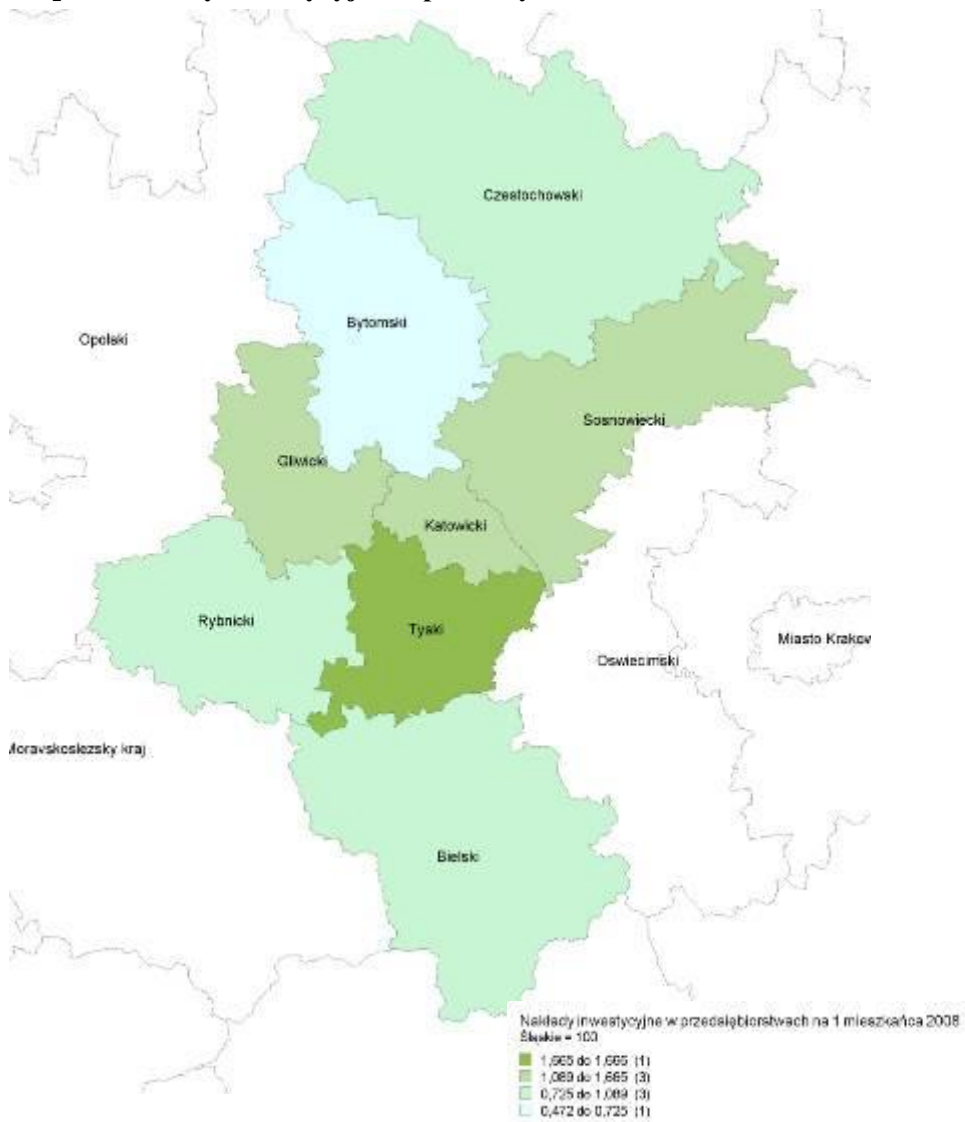 Czestochowski
Bytomski
Opolski
Sosnowiecki
Gliwicki
Katowicki
Rybnicki
Tyski
Miasto Krakow
Oswiecimski
Moravskoslezsky kraj
Bielski
Nakłady inwestycyjne w przedsiębiorstwach na 1 mieszkańca 2008
Śląskie = 100
1,665 do 1,665 (1)
1,089 do 1,665 (3)
0,725 do 1,089 (3)
0,472 do 0,725 (1)